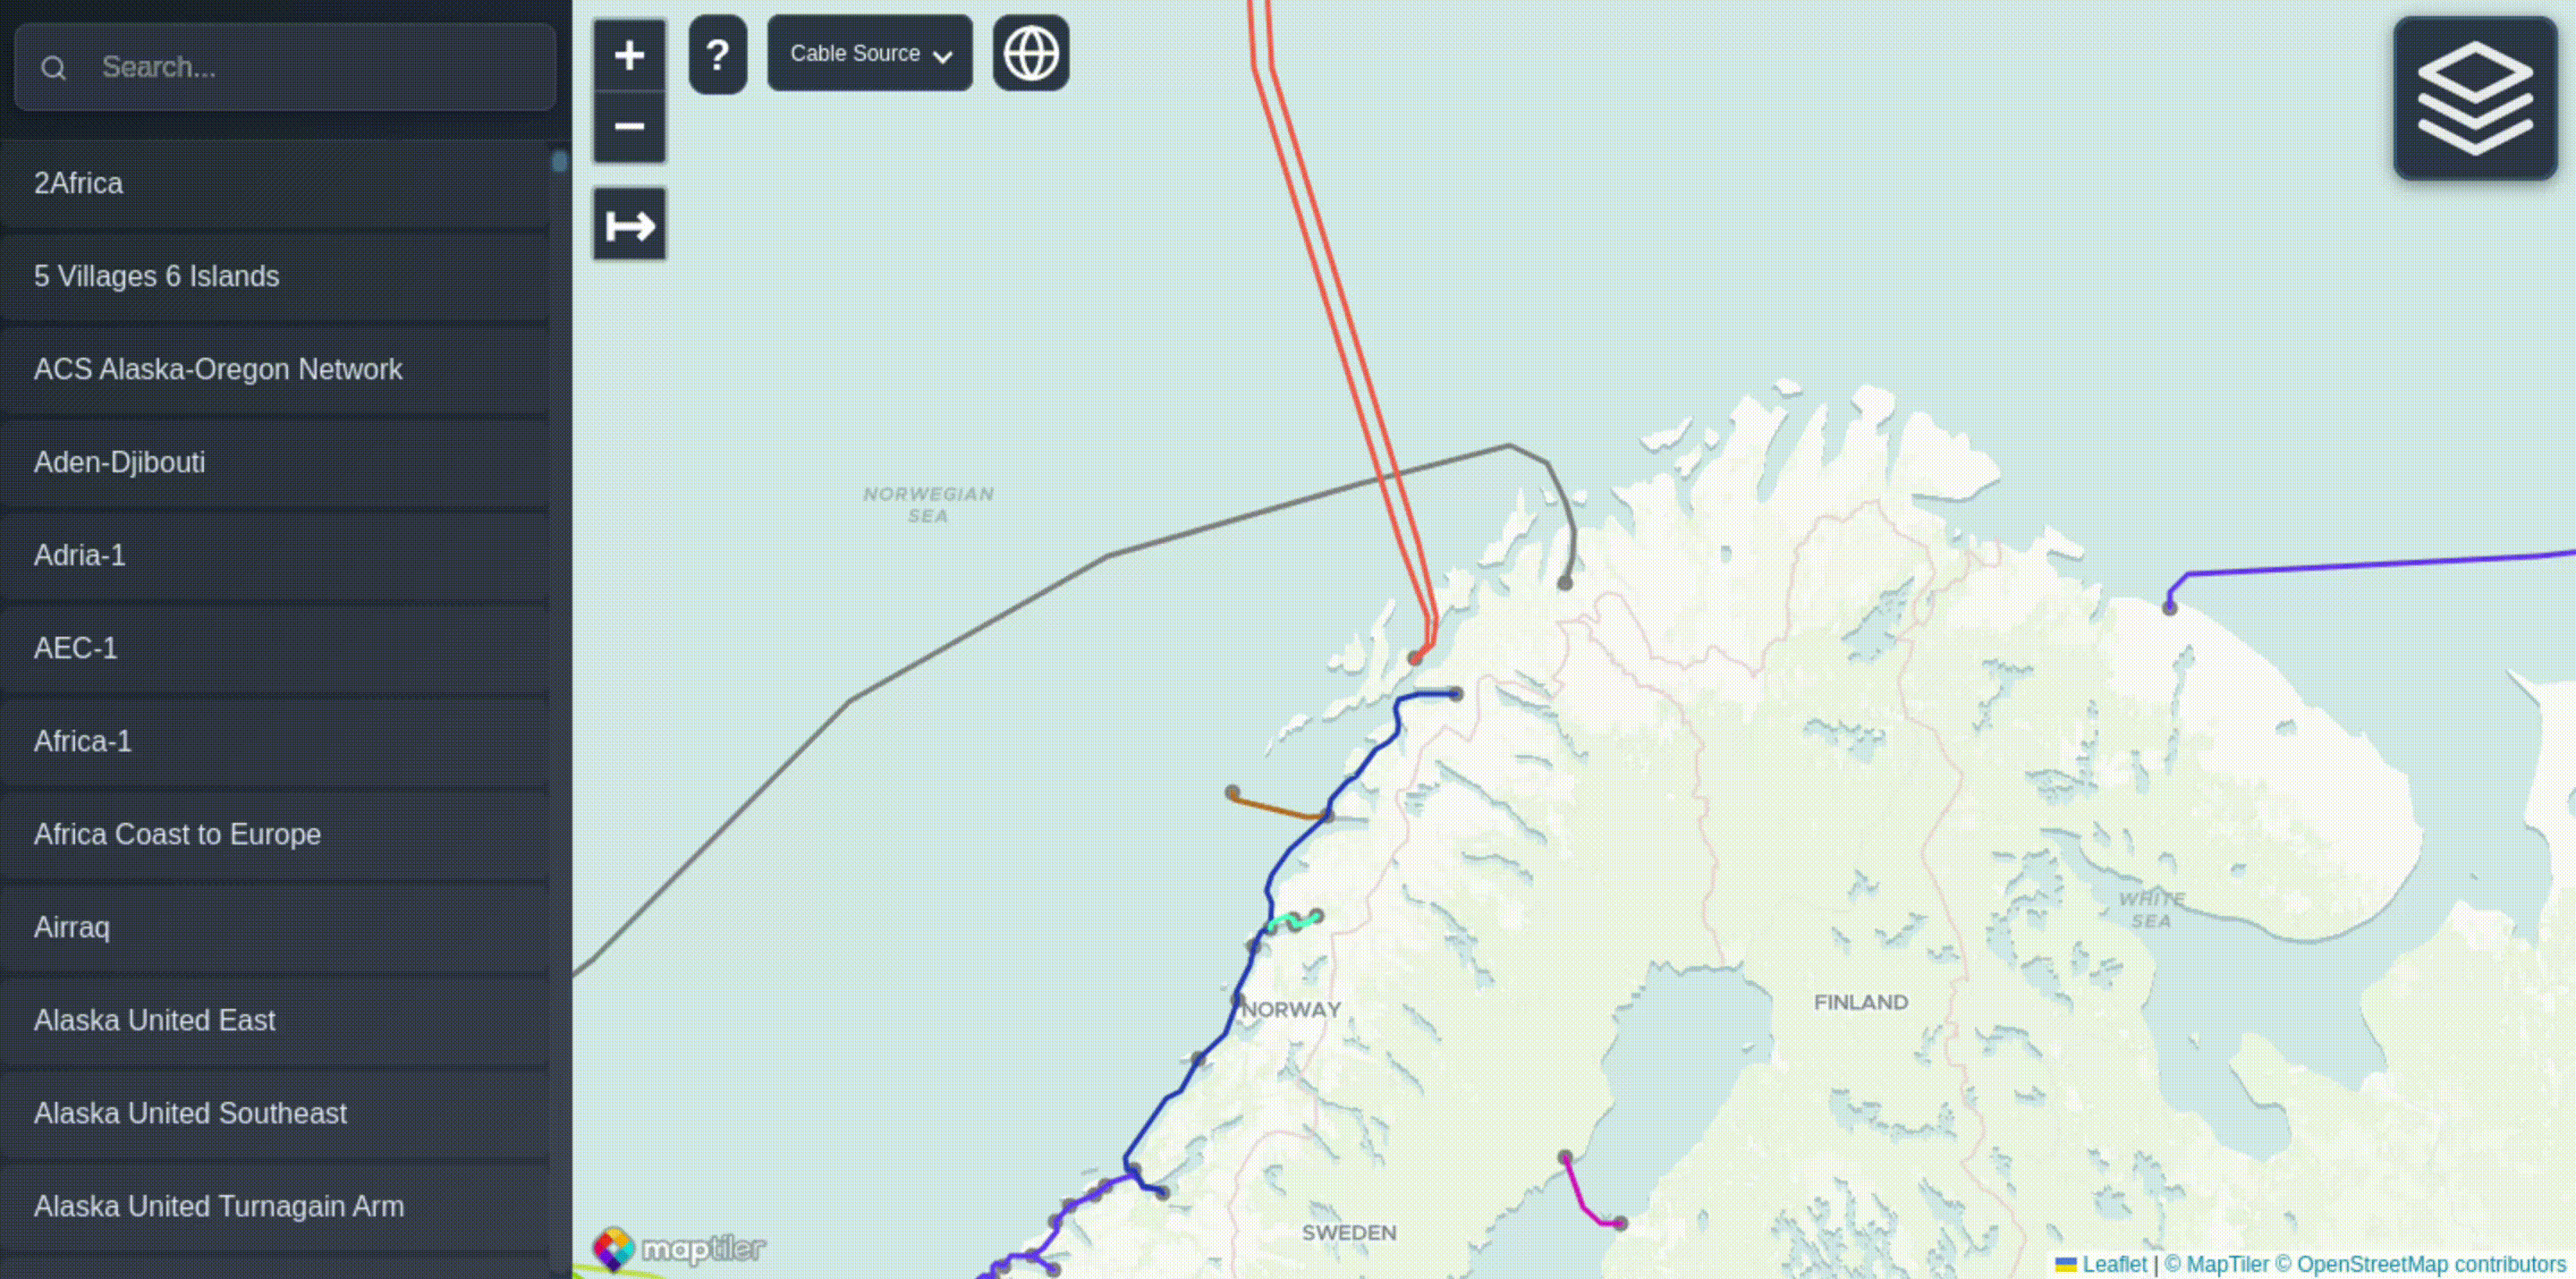 Search...
2Africa
5 Villages 6 Islands
ACS Alaska-Oregon Network
Aden-Djibouti
Adria-1
AEC-1
Africa-1
Africa Coast to Europe
Airraq
Alaska United East
Alaska United Southeast
Alaska United Turnagain Arm
+
−
?
Cable Source
NORWEGIAN
SEA
WHITE
SEA
NORWAY
FINLAND
SWEDEN
maptiler
Leaflet | © MapTiler © OpenStreetMap contributors